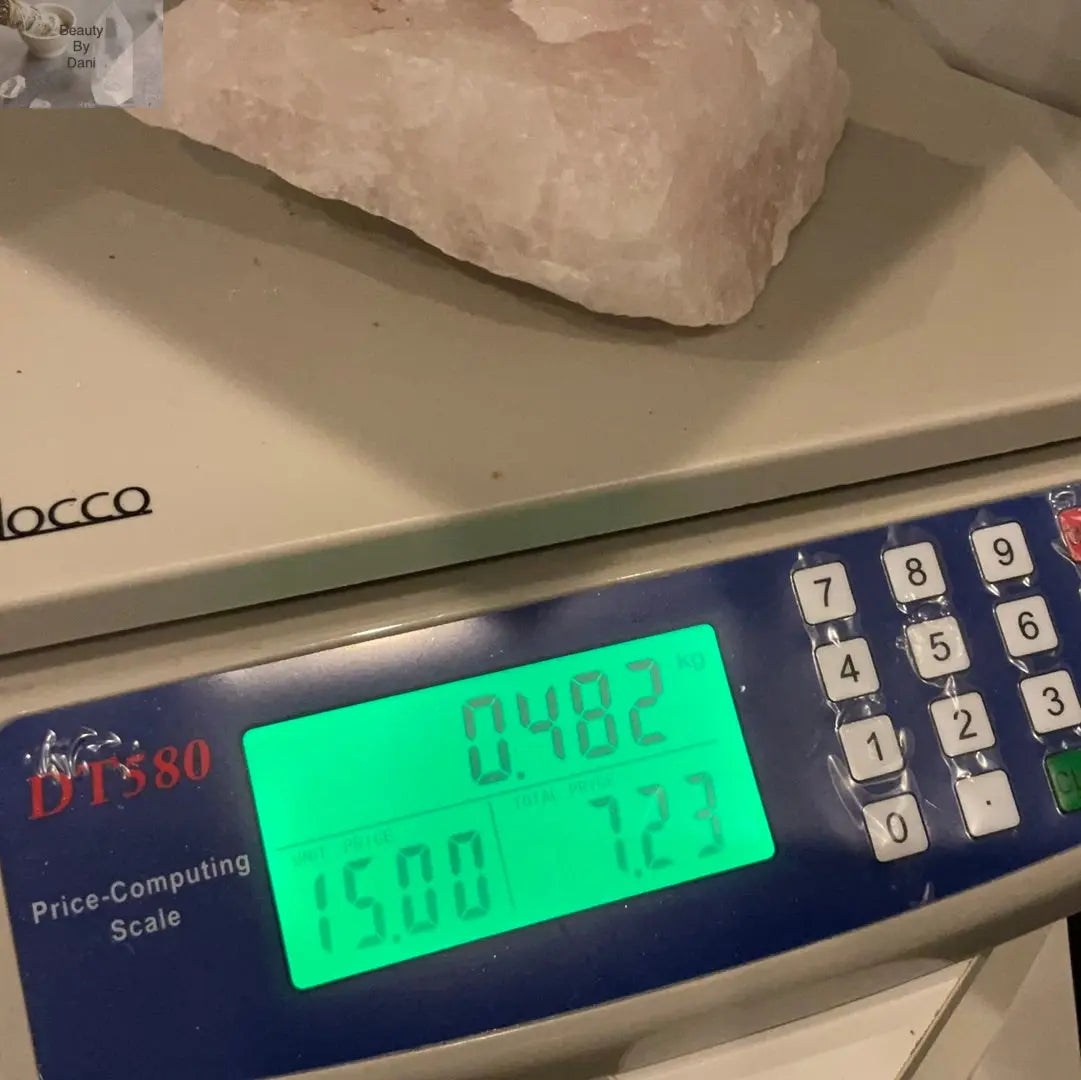 Beauty
By
Dani
locco
kg
0.482
UNIT PRICE
TOTAL PRICE
15.00
7.23
DT580
Price-Computing
Scale
7
8
9
4
5
6
1
2
3
0
.